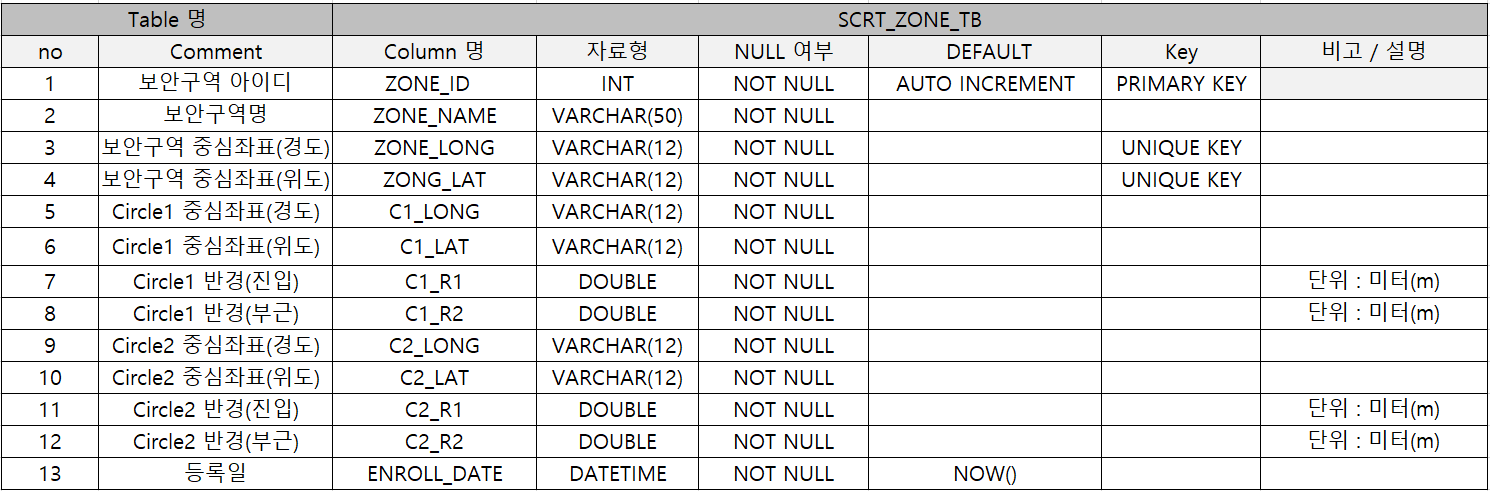 Table 명 SCRT_ZONE_TB
no Comment Column 명 자료형 NULL 여부 DEFAULT Key 비고 / 설명
1 보안구역 아이디 ZONE_ID INT NOT NULL AUTO INCREMENT PRIMARY KEY
2 보안구역명 ZONE_NAME VARCHAR(50) NOT NULL
3 보안구역 중심좌표(경도) ZONE_LONG VARCHAR(12) NOT NULL UNIQUE KEY
4 보안구역 중심좌표(위도) ZONG_LAT VARCHAR(12) NOT NULL UNIQUE KEY
5 Circle1 중심좌표(경도) C1_LONG VARCHAR(12) NOT NULL
6 Circle1 중심좌표(위도) C1_LAT VARCHAR(12) NOT NULL
7 Circle1 반경(진입) C1_R1 DOUBLE NOT NULL 단위 : 미터(m)
8 Circle1 반경(부근) C1_R2 DOUBLE NOT NULL 단위 : 미터(m)
9 Circle2 중심좌표(경도) C2_LONG VARCHAR(12) NOT NULL
10 Circle2 중심좌표(위도) C2_LAT VARCHAR(12) NOT NULL
11 Circle2 반경(진입) C2_R1 DOUBLE NOT NULL 단위 : 미터(m)
12 Circle2 반경(부근) C2_R2 DOUBLE NOT NULL 단위 : 미터(m)
13 등록일 ENROLL_DATE DATETIME NOT NULL NOW()